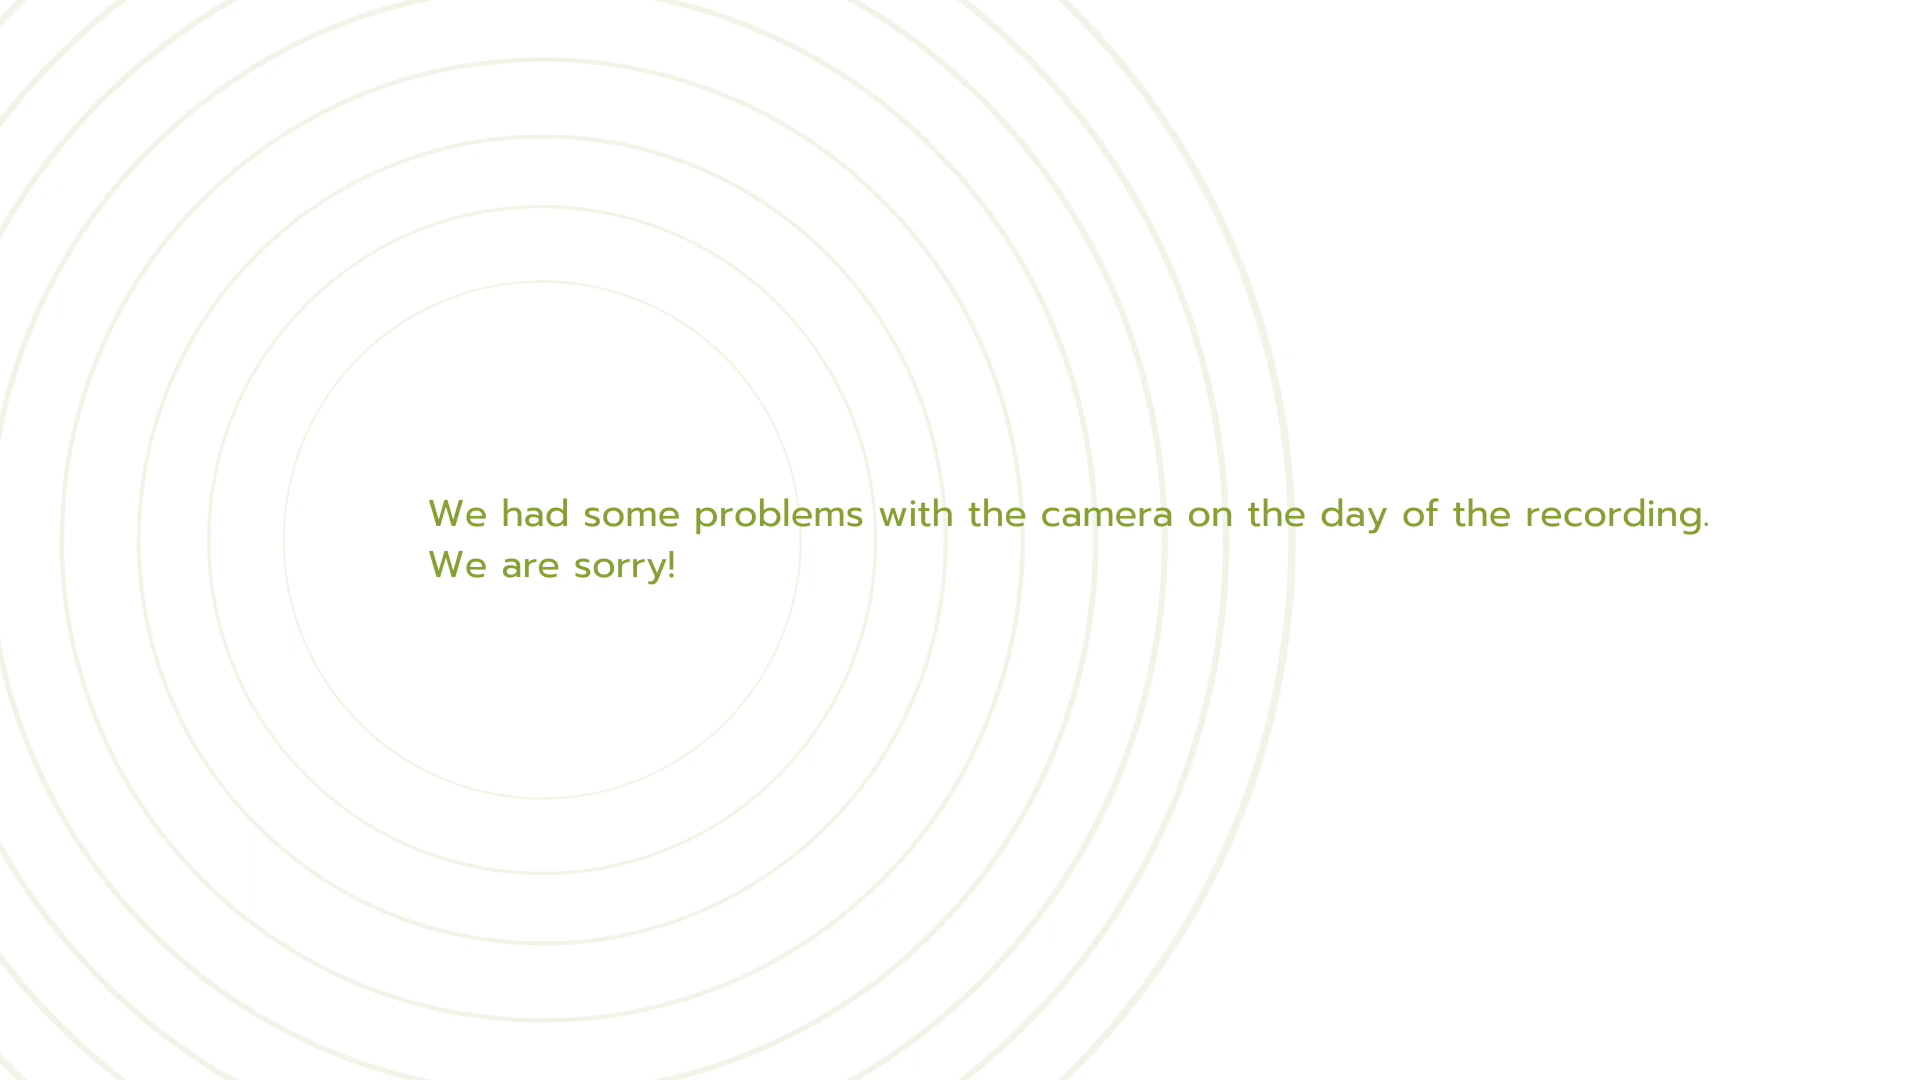 We had some problems with the camera on the day of the recording.
We are sorry!